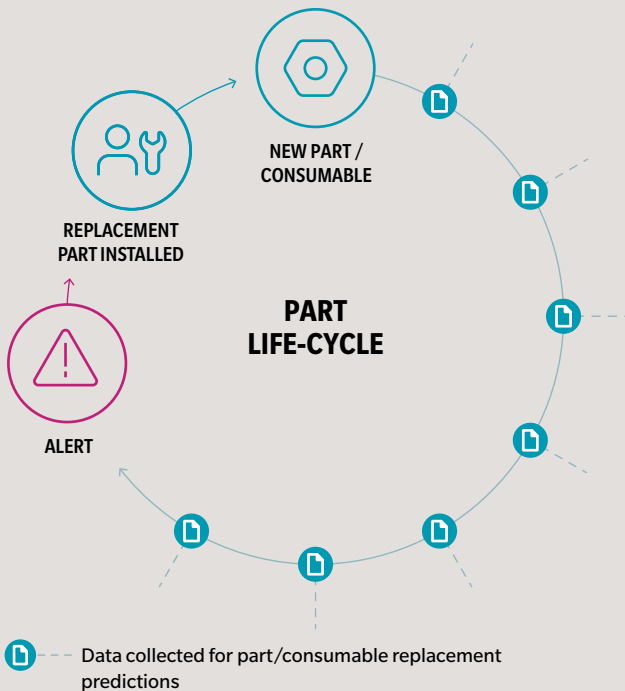 NEW PART /
CONSUMABLE
REPLACEMENT
PART INSTALLED
PART
LIFE-CYCLE
ALERT
Data collected for part/consumable replacement
predictions